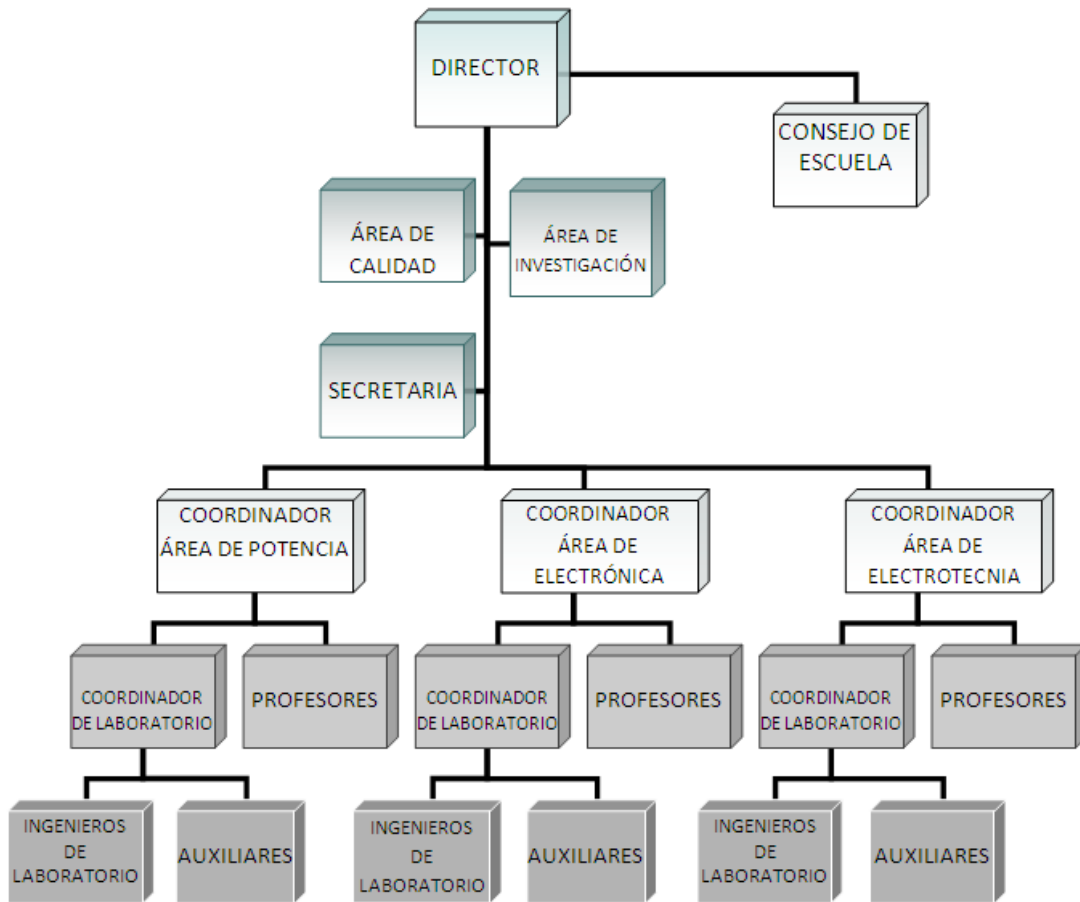 DIRECTOR
CONSEJO DE
ESCUELA
ÁREA DE
CALIDAD
ÁREA DE
INVESTIGACIÓN
SECRETARIA
COORDINADOR
ÁREA DE POTENCIA
COORDINADOR
ÁREA DE
ELECTRÓNICA
COORDINADOR
ÁREA DE
ELECTROTECNIA
COORDINADOR
DE LABORATORIO
PROFESORES
COORDINADOR
DE LABORATORIO
PROFESORES
COORDINADOR
DE LABORATORIO
PROFESORES
INGENIEROS
DE
LABORATORIO
AUXILIARES
INGENIEROS
DE
LABORATORIO
AUXILIARES
INGENIEROS
DE
LABORATORIO
AUXILIARES